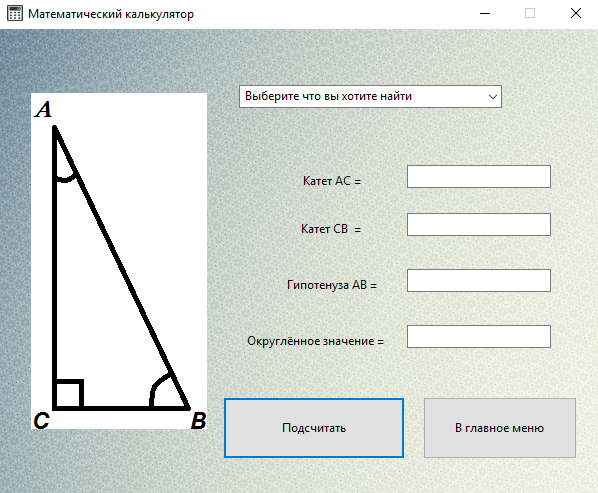 Математический калькулятор
Выберите что вы хотите найти
A
Катет AC =
Катет CB =
Гипотенуза AB =
Округлённое значение =
C
B
Подсчитать
В главное меню